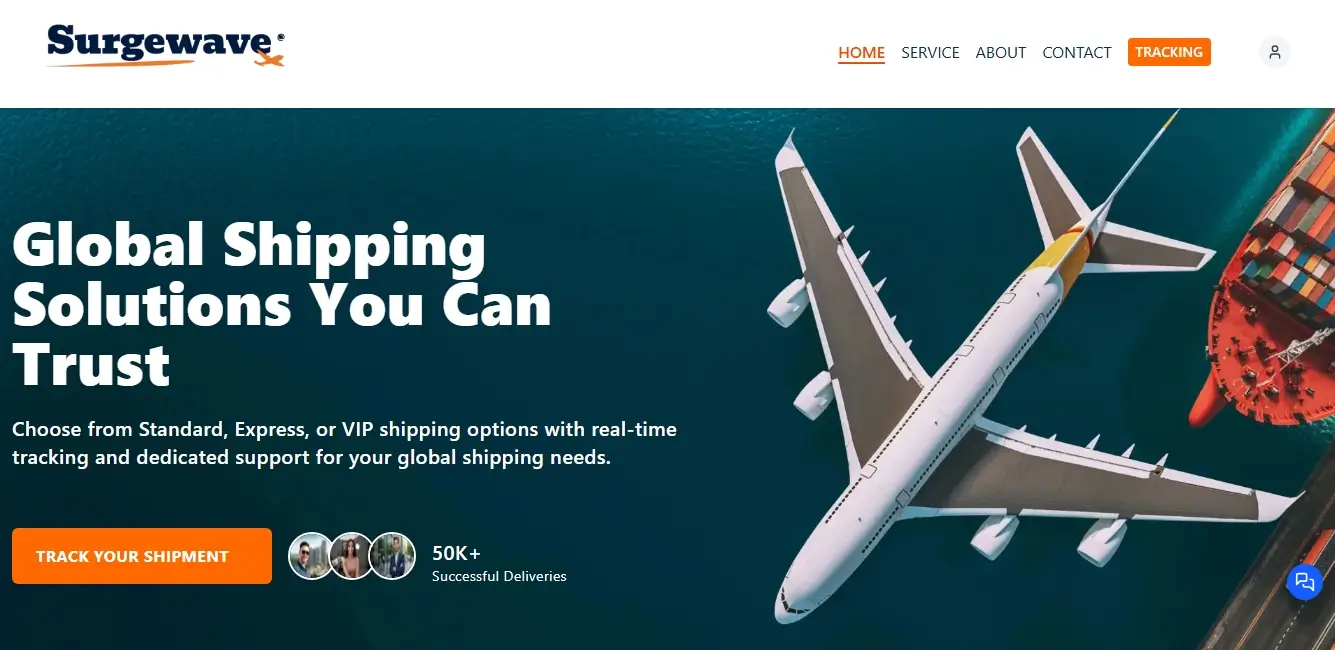 Surgewave
HOME SERVICE ABOUT CONTACT TRACKING
Global Shipping
Solutions You Can
Trust
Choose from Standard, Express, or VIP shipping options with real-time
tracking and dedicated support for your global shipping needs.
TRACK YOUR SHIPMENT
50K+
Successful Deliveries